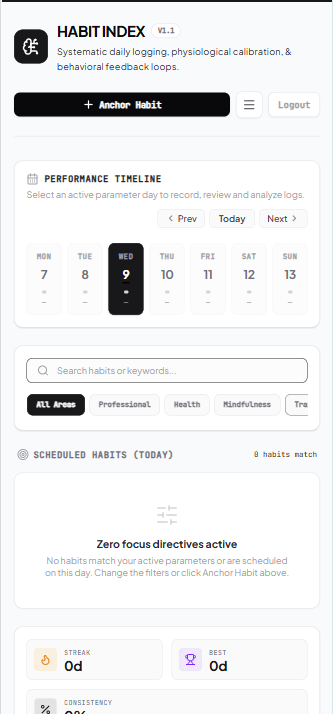 HABIT INDEX V1.1
Systematic daily logging, physiological calibration, &
behavioral feedback loops.
+ Anchor Habit
Logout
PERFORMANCE TIMELINE
Select an active parameter day to record, review and analyze logs.
< Prev Today Next >
MON TUE WED THU FRI SAT SUN
7 8 9 10 11 12 13
Search habits or keywords...
All Areas Professional Health Mindfulness Tra
SCHEDULED HABITS (TODAY) 0 habits match
Zero focus directives active
No habits match your active parameters or are scheduled
on this day. Change the filters or click Anchor Habit above.
STREAK BEST
0d 0d
CONSISTENCY